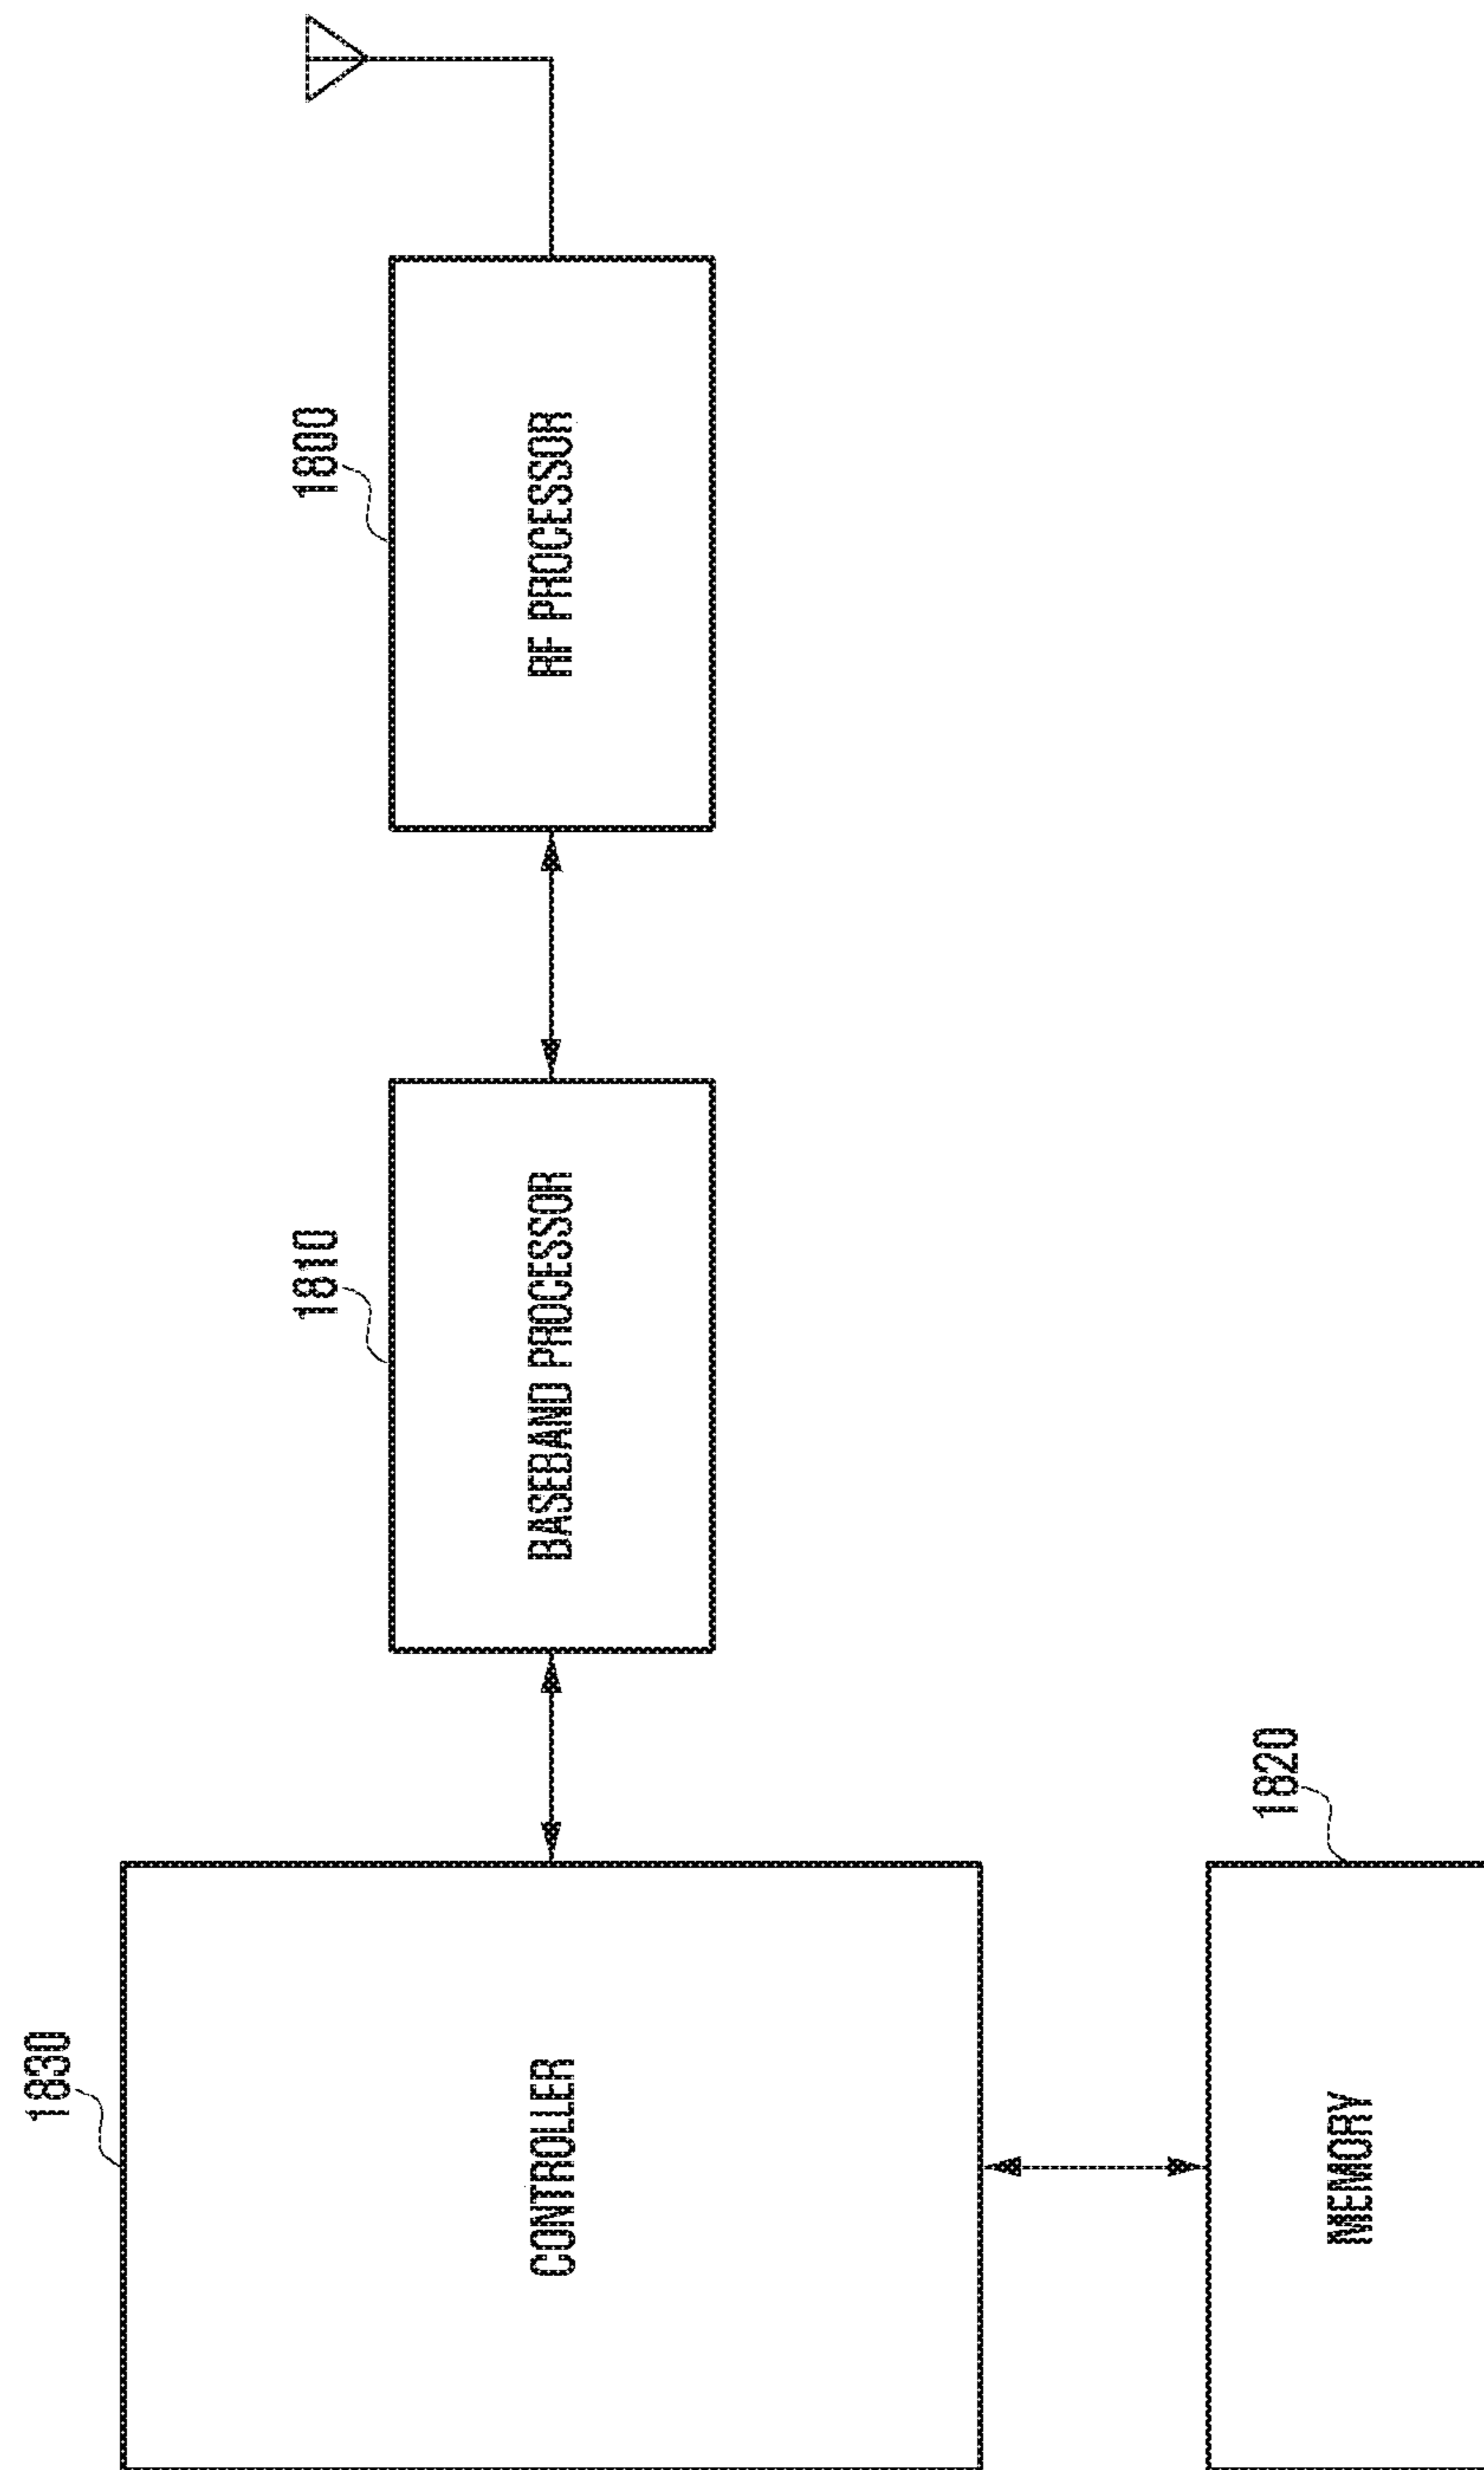 1830
1810
1800
CONTROLLER
BASEBAND PROCESSOR
RF PROCESSOR
1820
MEMORY